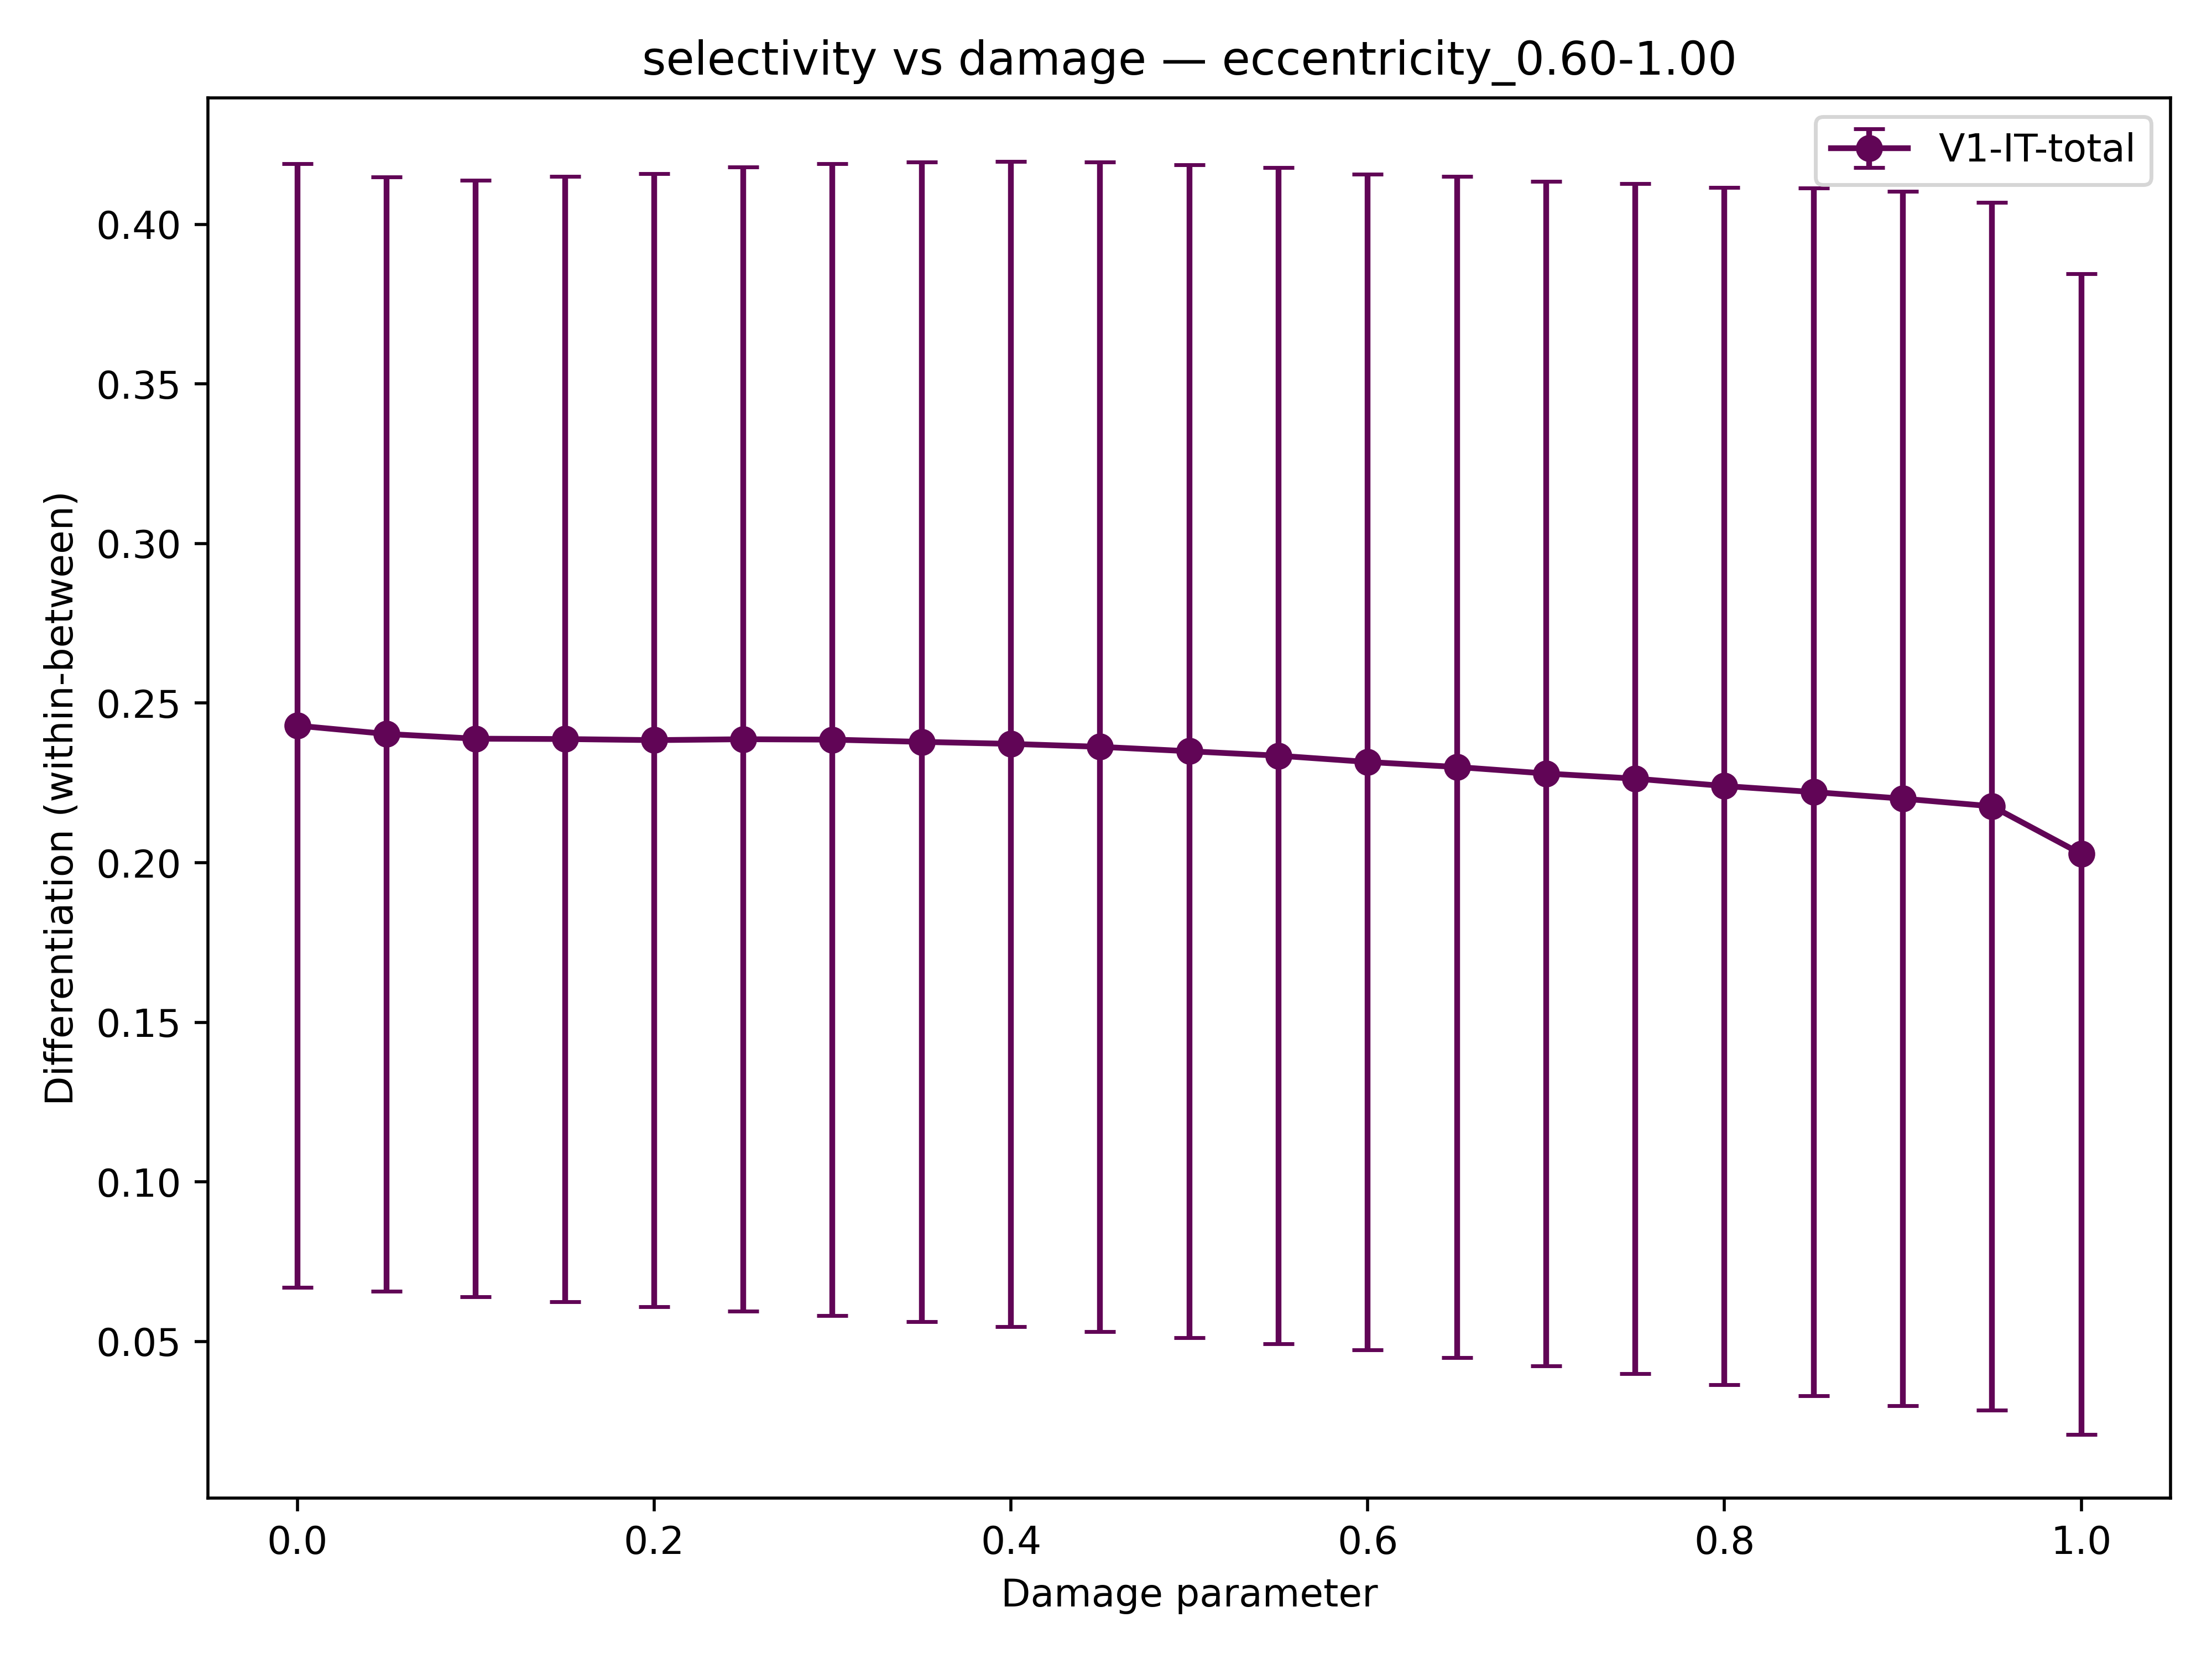 selectivity vs damage — eccentricity_0.60-1.00
V1-IT-total
Differentiation (within-between)
0.40
0.35
0.30
0.25
0.20
0.15
0.10
0.05
0.0 0.2 0.4 0.6 0.8 1.0
Damage parameter